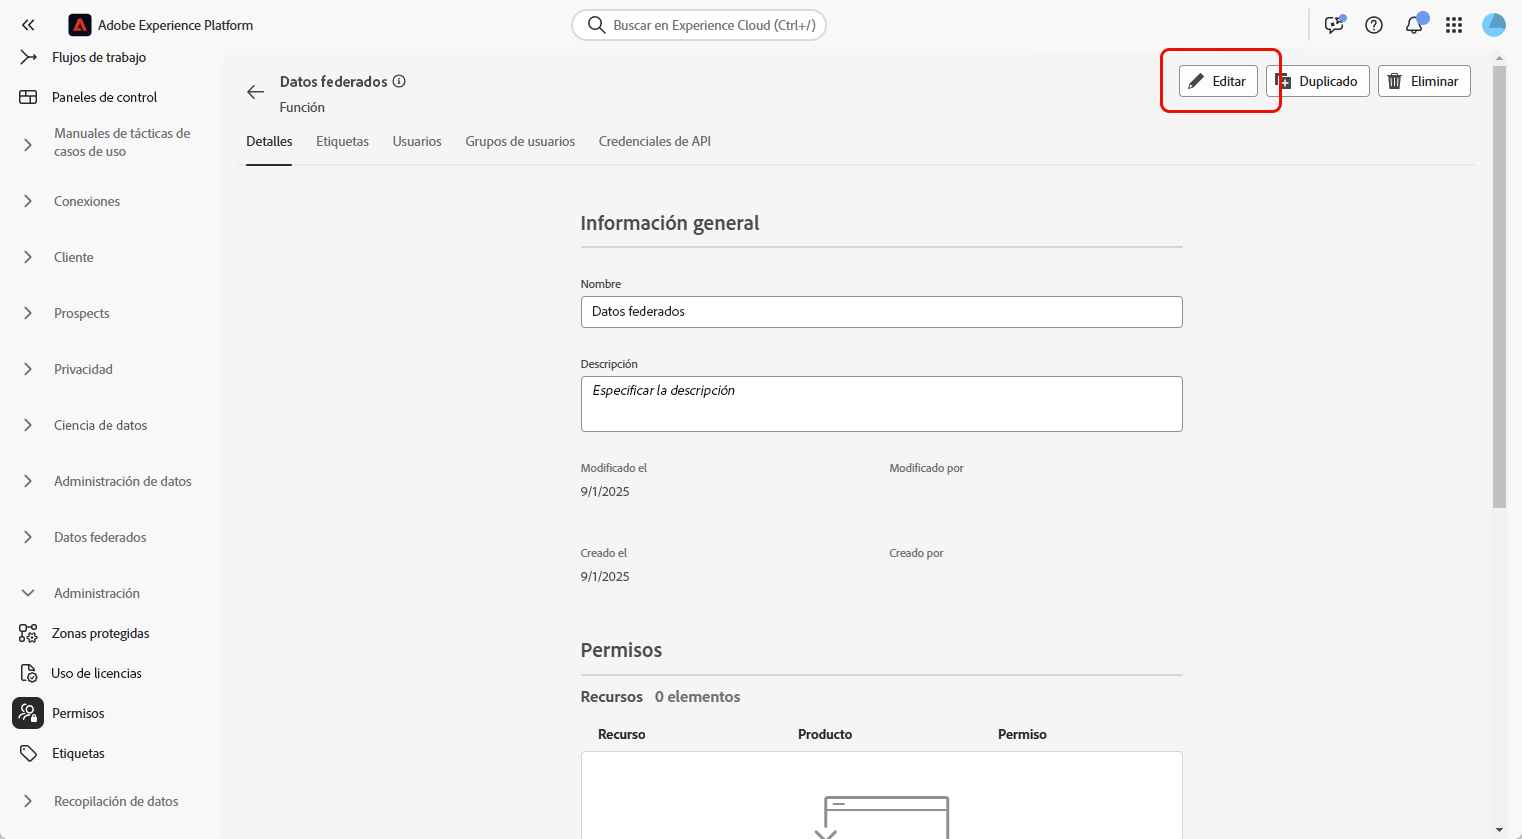 Adobe Experience Platform
Buscar en Experience Cloud (Ctrl+/)
Flujos de trabajo
Paneles de control
Manuales de tácticas de
casos de uso
Conexiones
Cliente
Prospects
Privacidad
Ciencia de datos
Administración de datos
Datos federados
Administración
Zonas protegidas
Uso de licencias
Permisos
Etiquetas
Recopilación de datos
Datos federados
Función
Editar
Duplicado
Eliminar
Detalles
Etiquetas
Usuarios
Grupos de usuarios
Credenciales de API
Información general
Nombre
Datos federados
Descripción
Especificar la descripción
Modificado el
Modificado por
9/1/2025
Creado el
Creado por
9/1/2025
Permisos
Recursos 0 elementos
Recurso
Producto
Permiso